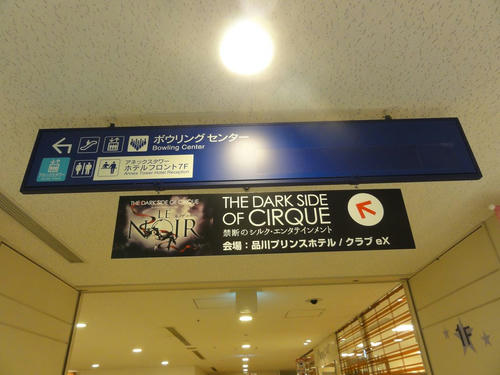 ボウリングセンター
Bowling Center
アネックスタワー
ホテルフロント7F
Annex Tower Hotel Reception
THE DARK SIDE OF CIRQUE
LE
NOIR
THE DARK SIDE
OF CIRQUE
禁断のシルク・エンタテインメント
会場：品川プリンスホテル / クラブ eX
1F